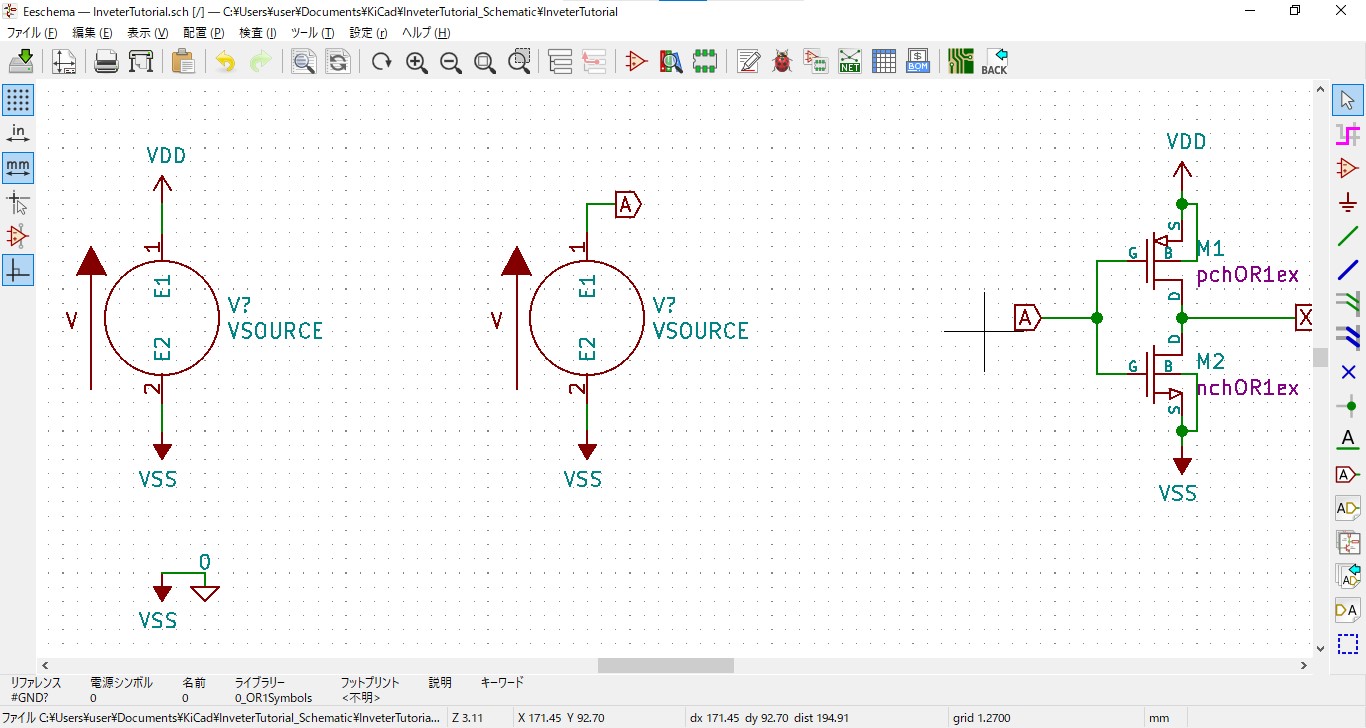 Eeschema — InveterTutorial.sch [/] — C:¥Users¥user¥Documents¥KiCad¥InveterTutorial_Schematic¥InveterTutorial
ファイル (F) 編集 (E) 表示 (V) 配置 (P) 検査 (I) ツール (T) 設定 (r) ヘルプ (H)
NET
BOM
BACK
in
mm
VDD
1
E1
V
V?
VSOURCE
E2
2
VSS
A
1
E1
V
V?
VSOURCE
E2
2
VSS
VDD
S
G
B
M1
pchOR1ex
D
A
X
D
G
B
M2
nchOR1ex
S
VSS
0
VSS
A
A
AD
AD
DA
リファレンス 電源シンボル 名前 ライブラリー フットプリント 説明 キーワード
#GND? 0 0 0_OR1Symbols <不明>
ファイル C:¥Users¥user¥Documents¥KiCad¥InveterTutorial_Schematic¥InveterTutoria... Z 3.11 X 171.45 Y 92.70 dx 171.45 dy 92.70 dist 194.91 grid 1.2700 mm